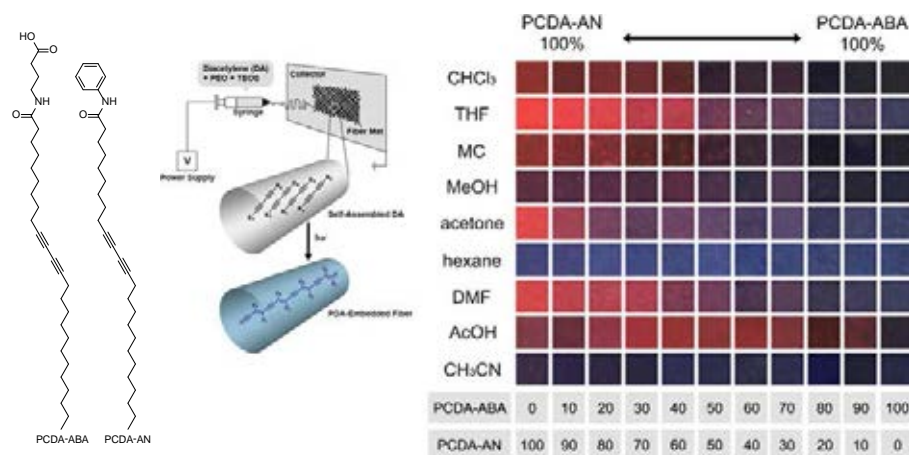 HO
O
NH
O
PCDA-ABA
NH
O
PCDA-AN
Diacetylene (DA)
+ PEO + TEOS
Syringe
Collector
Fiber Mat
V
Power Supply
Self-Assembled DA
hν
PDA-Embedded Fiber
PCDA-AN
100%
PCDA-ABA
100%
CHCl₃
THF
MC
MeOH
acetone
hexane
DMF
AcOH
CH₃CN
PCDA-ABA 0 10 20 30 40 50 60 70 80 90 100
PCDA-AN 100 90 80 70 60 50 40 30 20 10 0